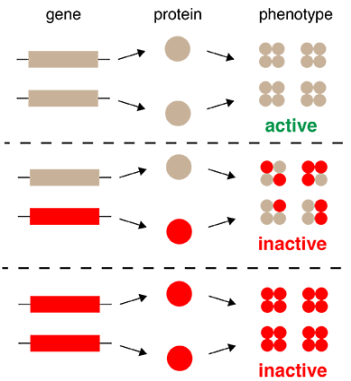 gene protein phenotype
active
inactive
inactive